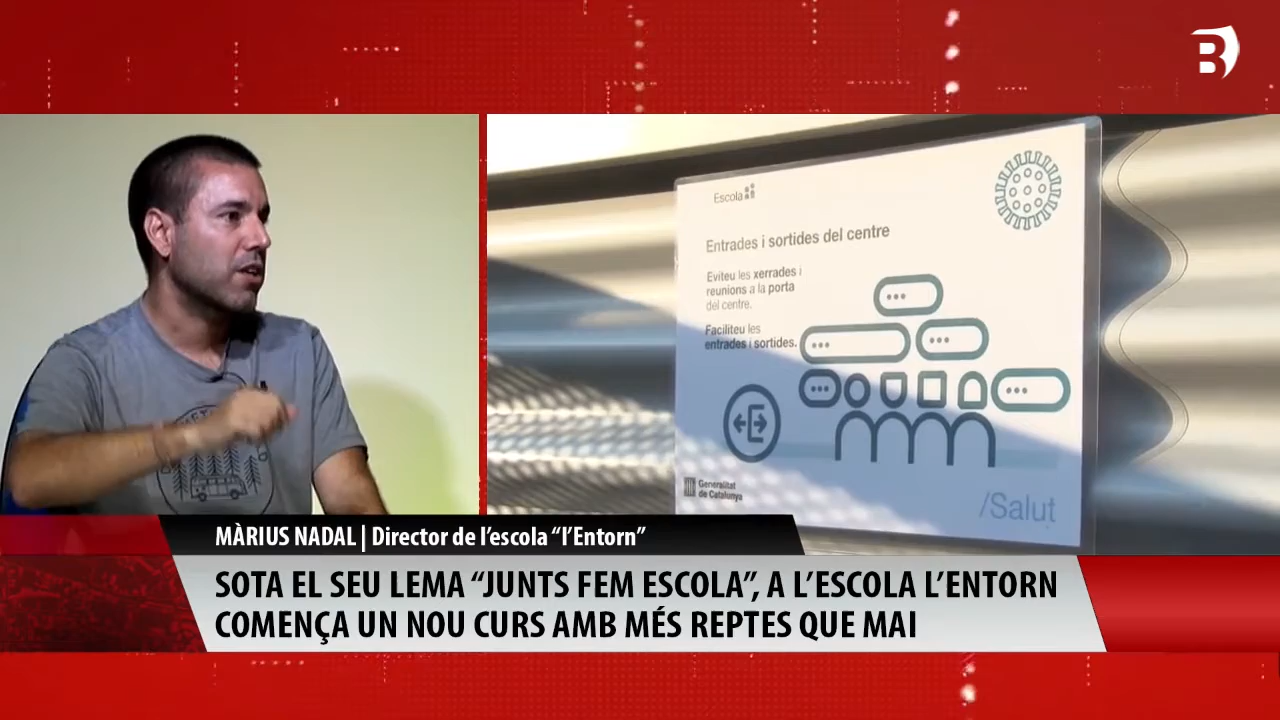 B
Escola
Entrades i sortides del centre
Eviteu les xerrades i
reunions a la porta
del centre.
Faciliteu les
entrades i sortides.
Generalitat
de Catalunya
/Salut
MÀRIUS NADAL | Director de l’escola “l’Entorn”
SOTA EL SEU LEMA “JUNTS FEM ESCOLA”, A L’ESCOLA L’ENTORN
COMENÇA UN NOU CURS AMB MÉS REPTES QUE MAI